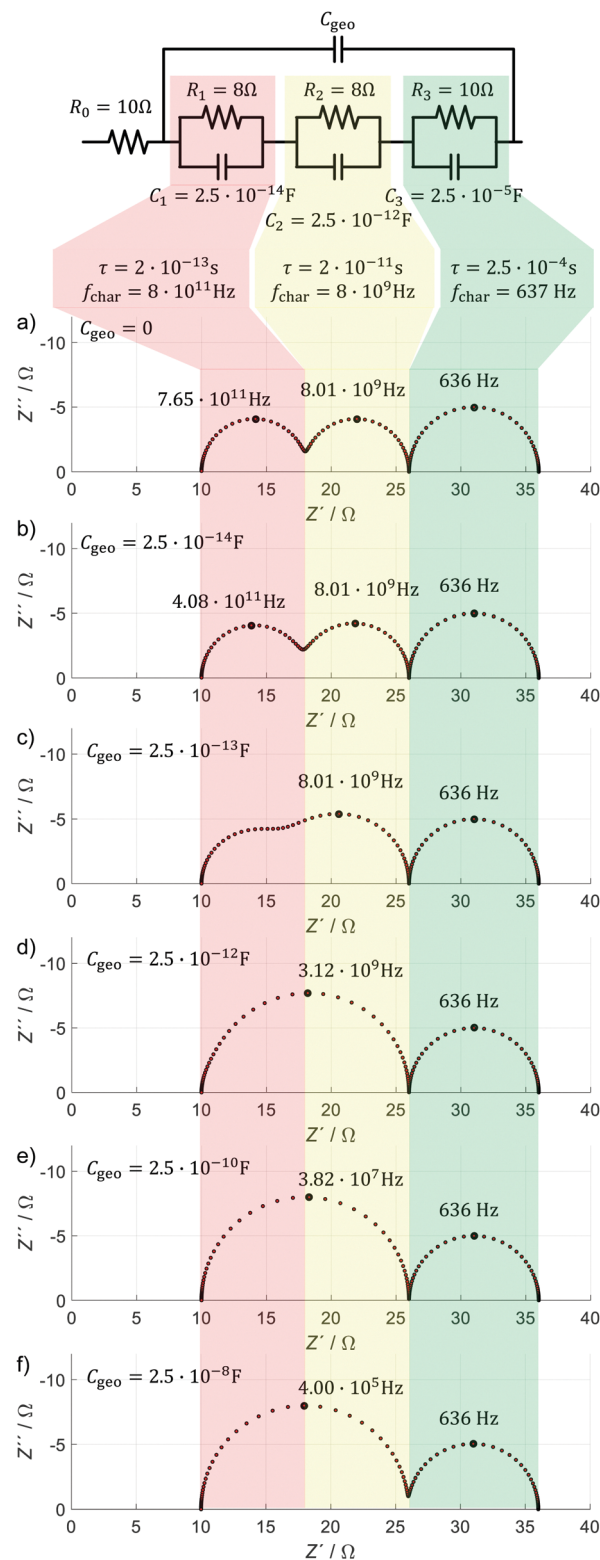 C_geo
R_0 = 10Ω
R_1 = 8Ω
R_2 = 8Ω
R_3 = 10Ω
C_1 = 2.5 · 10^−14 F
C_2 = 2.5 · 10^−12 F
C_3 = 2.5 · 10^−5 F
τ = 2 · 10^−13 s
f_char = 8 · 10^11 Hz
τ = 2 · 10^−11 s
f_char = 8 · 10^9 Hz
τ = 2.5 · 10^−4 s
f_char = 637 Hz
a)
C_geo = 0
7.65 · 10^11 Hz
8.01 · 10^9 Hz
636 Hz
-10
-5
0
Z´´ / Ω
0 5 10 15 20 25 30 35 40
Z´ / Ω
b)
C_geo = 2.5 · 10^−14 F
4.08 · 10^11 Hz
8.01 · 10^9 Hz
636 Hz
-10
-5
0
Z´´ / Ω
0 5 10 15 20 25 30 35 40
Z´ / Ω
c)
C_geo = 2.5 · 10^−13 F
8.01 · 10^9 Hz
636 Hz
-10
-5
0
Z´´ / Ω
0 5 10 15 20 25 30 35 40
Z´ / Ω
d)
C_geo = 2.5 · 10^−12 F
3.12 · 10^9 Hz
636 Hz
-10
-5
0
Z´´ / Ω
0 5 10 15 20 25 30 35 40
Z´ / Ω
e)
C_geo = 2.5 · 10^−10 F
3.82 · 10^7 Hz
636 Hz
-10
-5
0
Z´´ / Ω
0 5 10 15 20 25 30 35 40
Z´ / Ω
f)
C_geo = 2.5 · 10^−8 F
4.00 · 10^5 Hz
636 Hz
-10
-5
0
Z´´ / Ω
0 5 10 15 20 25 30 35 40
Z´ / Ω